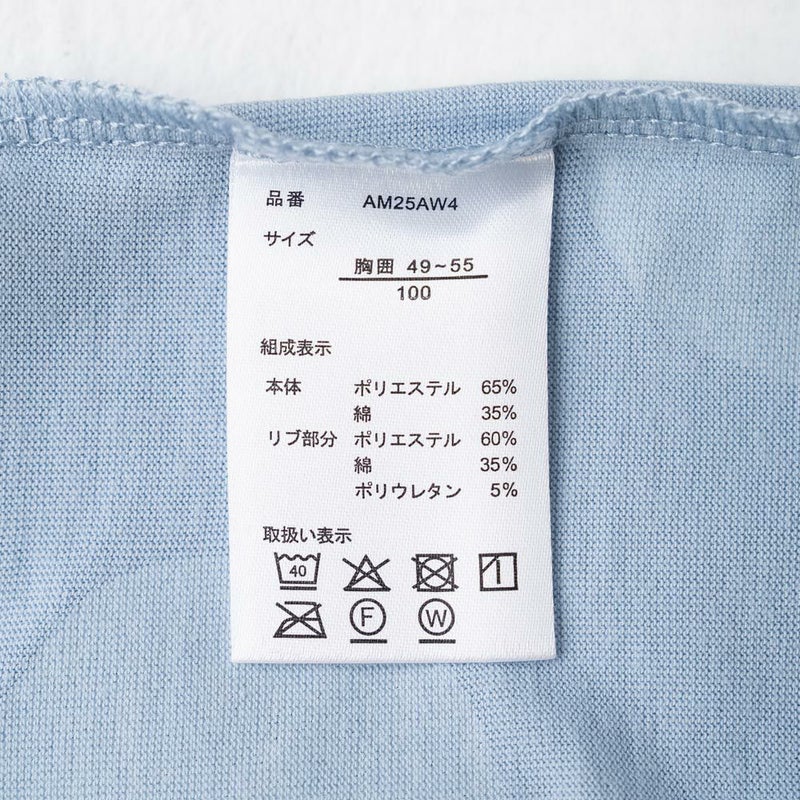 品番 AM25AW4
サイズ
胸囲 49~55
100
組成表示
本体 ポリエステル 65%
綿 35%
リブ部分 ポリエステル 60%
綿 35%
ポリウレタン 5%
取扱い表示
40
F W